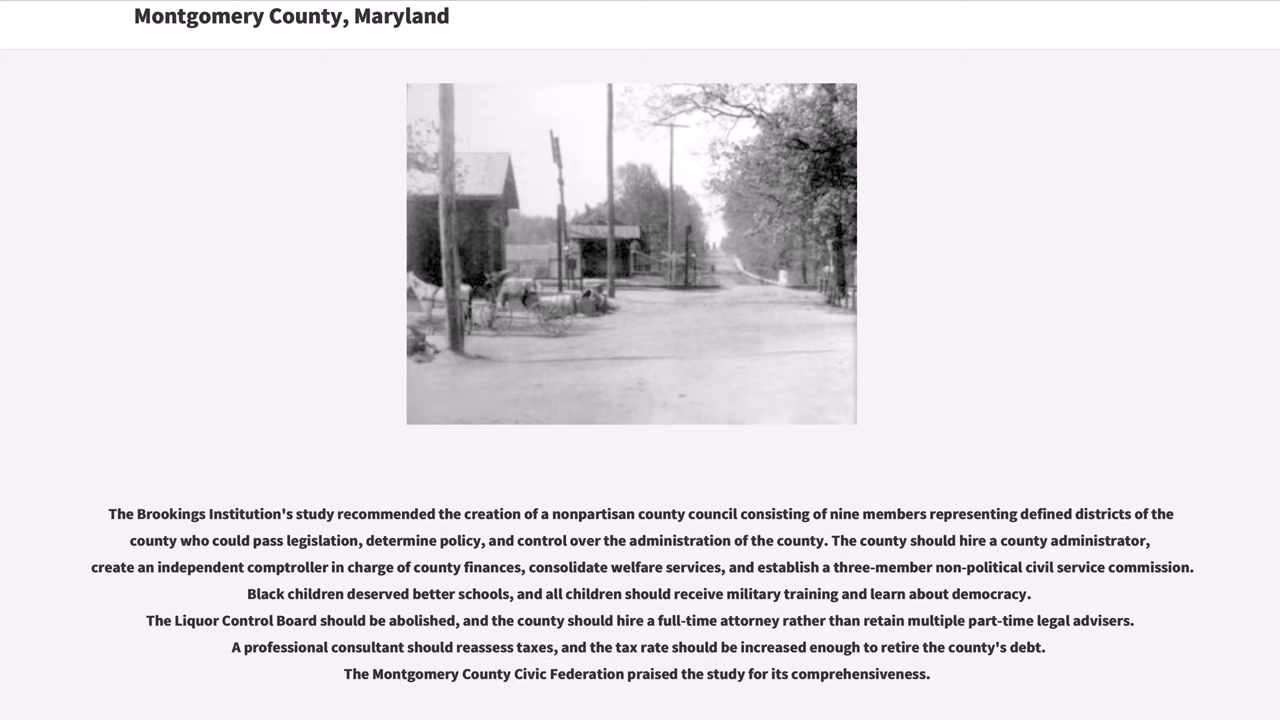 Montgomery County, Maryland
The Brookings Institution's study recommended the creation of a nonpartisan county council consisting of nine members representing defined districts of the
county who could pass legislation, determine policy, and control over the administration of the county. The county should hire a county administrator,
create an independent comptroller in charge of county finances, consolidate welfare services, and establish a three-member non-political civil service commission.
Black children deserved better schools, and all children should receive military training and learn about democracy.
The Liquor Control Board should be abolished, and the county should hire a full-time attorney rather than retain multiple part-time legal advisers.
A professional consultant should reassess taxes, and the tax rate should be increased enough to retire the county's debt.
The Montgomery County Civic Federation praised the study for its comprehensiveness.